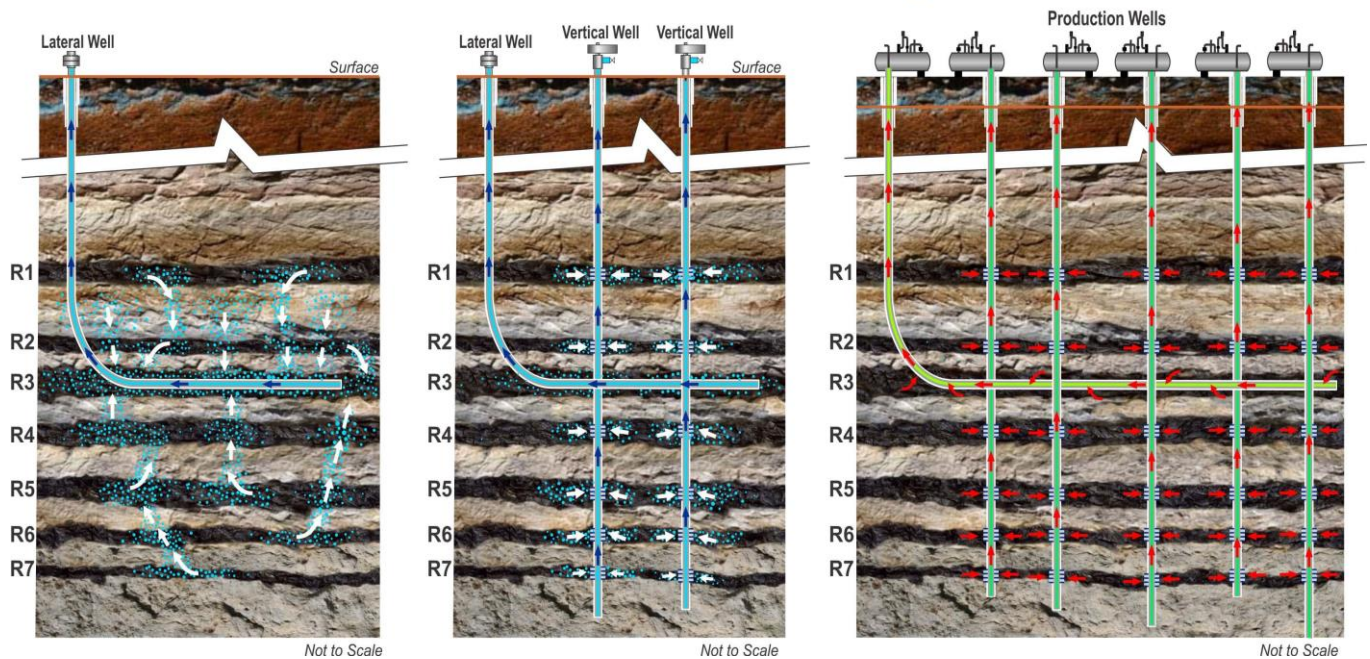 Lateral Well
Surface
R1
R2
R3
R4
R5
R6
R7
Not to Scale
Lateral Well
Vertical Well
Vertical Well
Surface
R1
R2
R3
R4
R5
R6
R7
Not to Scale
Production Wells
R1
R2
R3
R4
R5
R6
R7
Not to Scale